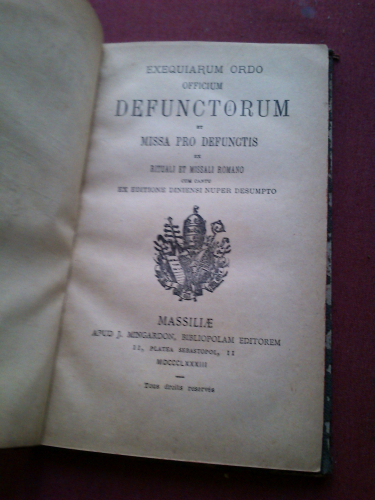 EXEQUIARUM ORDO
OFFICIUM
DEFUNCTORUM
ET
MISSA PRO DEFUNCTIS
EX
RITUALI ET MISSALI ROMANO
CUM CANTU
EX EDITIONE DINIENSI NUPER DESUMPTO
MASSILIÆ
APUD J. MINGARDON, BIBLIOPOLAM EDITOREM
11, PLATEA SEBASTOPOL, 11
MDCCCLXXXIII
Tous droits réservés